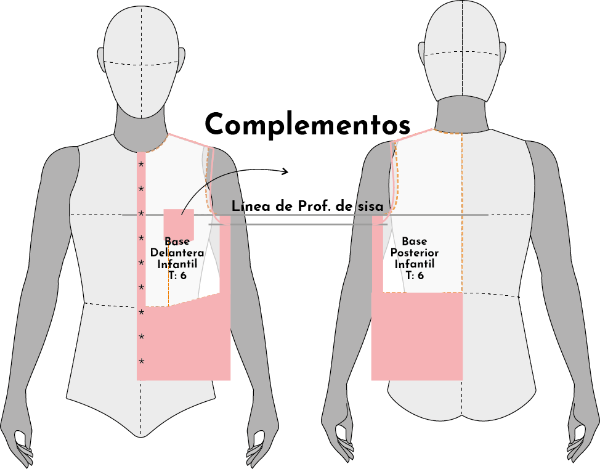 Complementos
Línea de Prof. de sisa
Base
Delantera
Infantil
T: 6
Base
Posterior
Infantil
T: 6